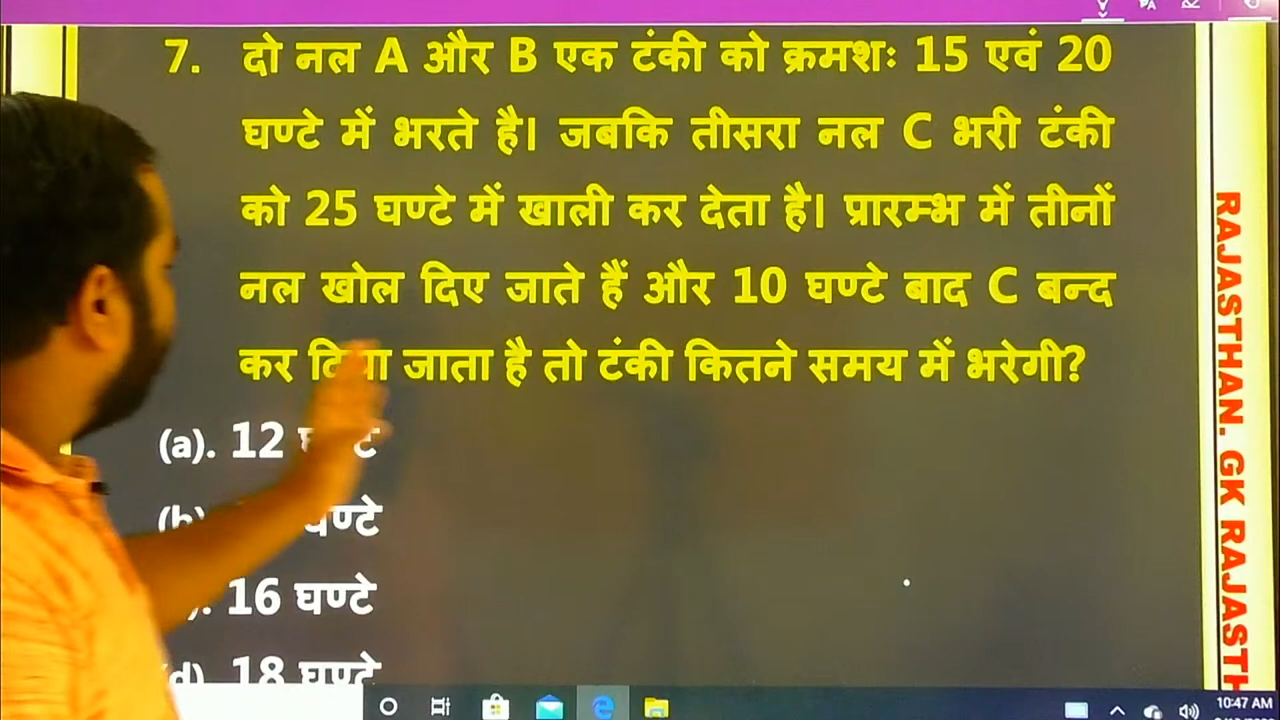 7. दो नल A और B एक टंकी को क्रमशः 15 एवं 20
घण्टे में भरते है। जबकि तीसरा नल C भरी टंकी
को 25 घण्टे में खाली कर देता है। प्रारम्भ में तीनों
नल खोल दिए जाते हैं और 10 घण्टे बाद C बन्द
कर जाता है तो टंकी कितने समय में भरेगी?
(a). 12
16 घण्टे
(d). 18 घण्टे
10:47 AM
RAJASTHAN. GK RAJASTH